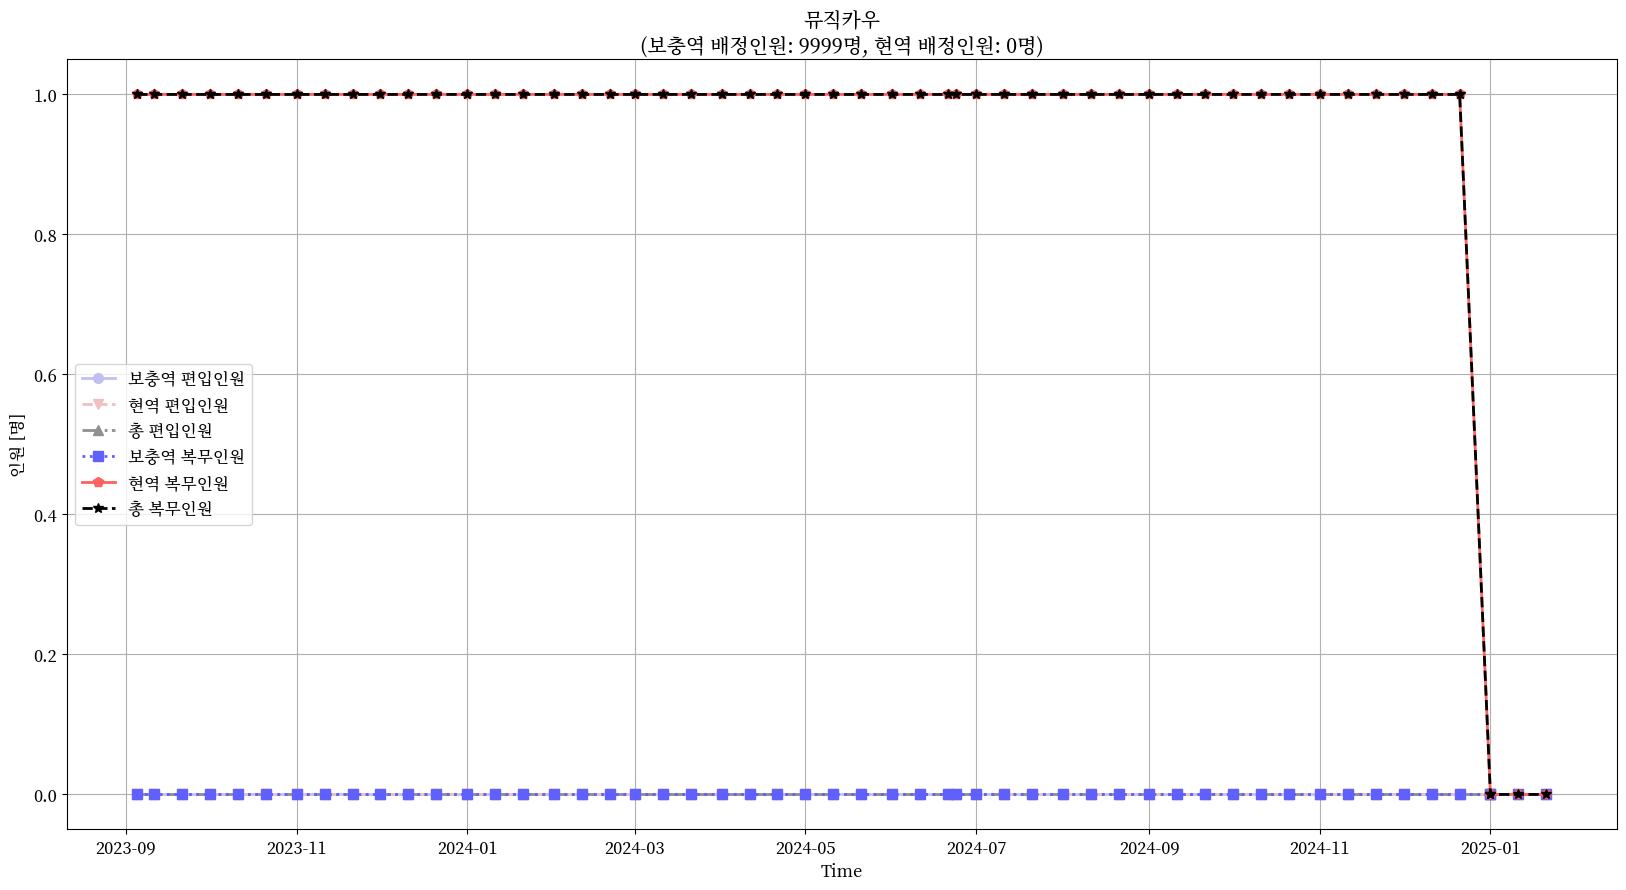 뮤직카우
(보충역 배정인원: 9999명, 현역 배정인원: 0명)
1.0
0.8
0.6
0.4
0.2
0.0
인원 [명]
보충역 편입인원
현역 편입인원
총 편입인원
보충역 복무인원
현역 복무인원
총 복무인원
2023-09
2023-11
2024-01
2024-03
2024-05
2024-07
2024-09
2024-11
2025-01
Time